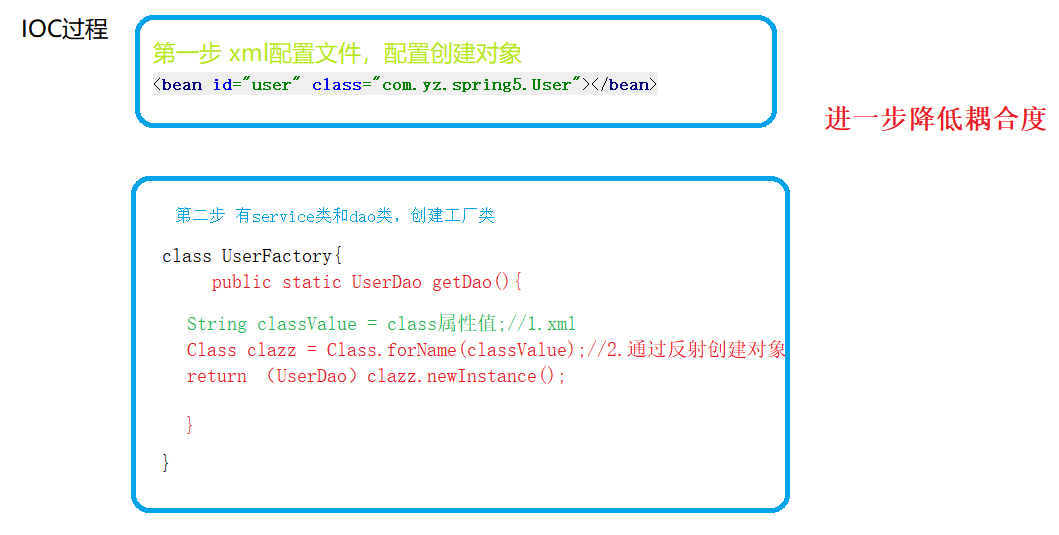 IOC过程
第一步 xml配置文件，配置创建对象
<bean id="user" class="com.yz.spring5.User"></bean>
进一步降低耦合度
第二步 有service类和dao类，创建工厂类
class UserFactory{
public static UserDao getDao(){
String classValue = class属性值;//1.xml
Class clazz = Class.forName(classValue);//2.通过反射创建对象
return （UserDao）clazz.newInstance();
}
}